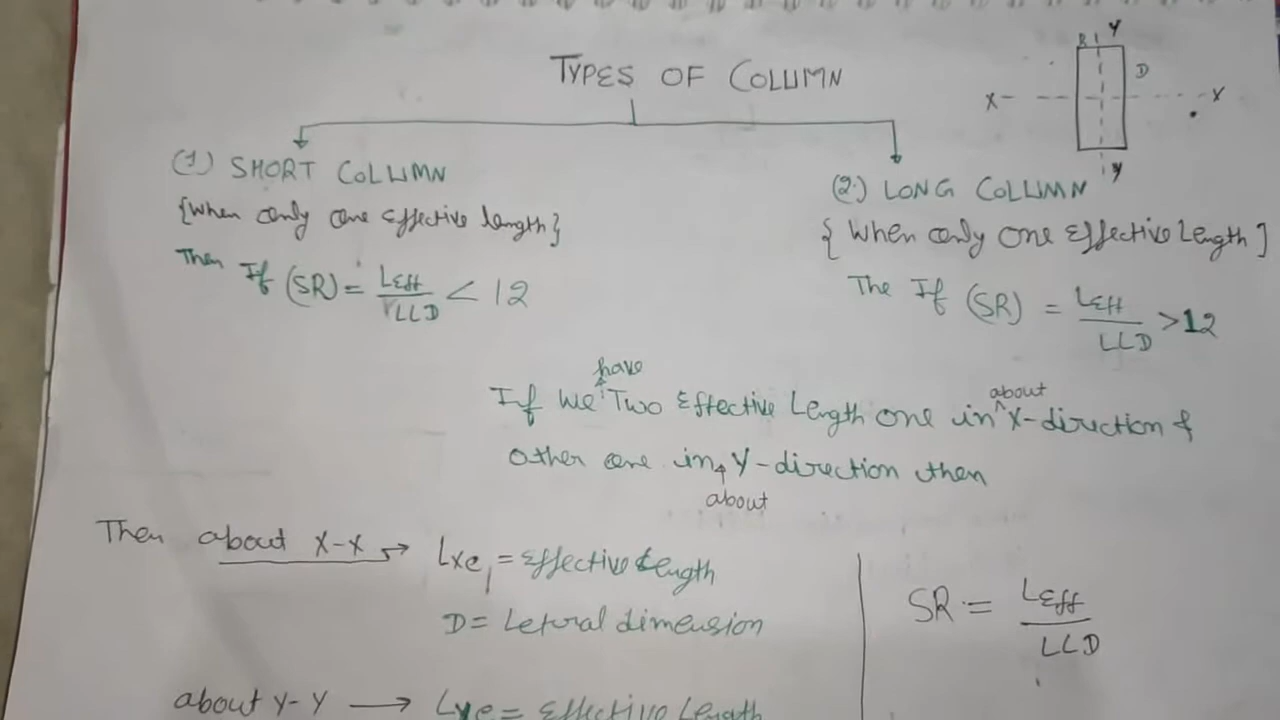 TYPES OF COLUMN
B Y
D
X X
Y
(1) SHORT COLUMN
{When only one effective length}
Then If (SR) = LEff / LLD < 12
(2) LONG COLUMN
{ When only One Effective Length ]
The If (SR) = LEff / LLD > 12
have about
If We Two Effective Length one in X-direction &
other one in Y-direction then
about
Then about X-X → Lxe, = Effective Length
D = Leteral dimension
SR = LEff / LLD
about Y-Y → Lye = Effective Length